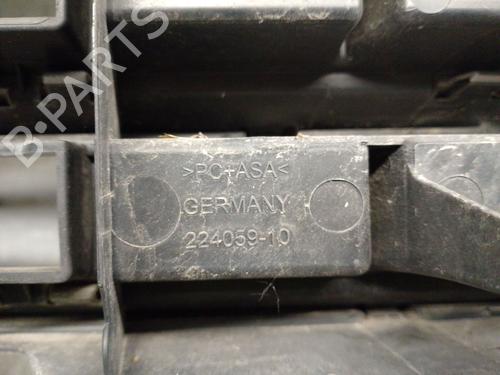 B-PARTS
>PC+ASA<
GERMANY
224059-10